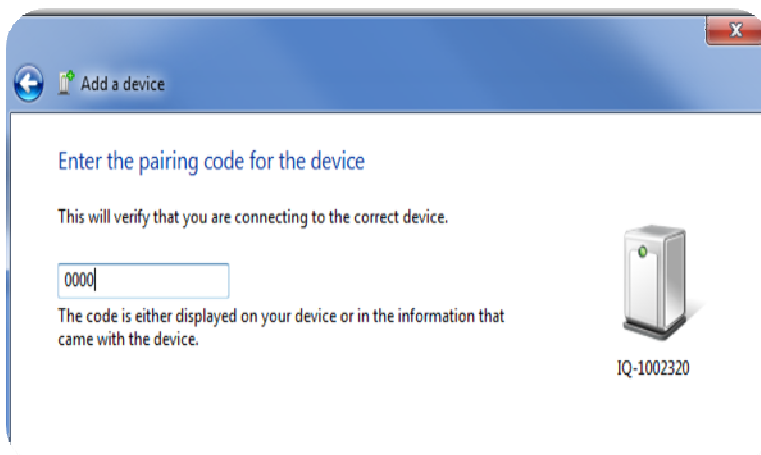 X
Add a device
Enter the pairing code for the device
This will verify that you are connecting to the correct device.
0000
The code is either displayed on your device or in the information that
came with the device.
IQ-1002320